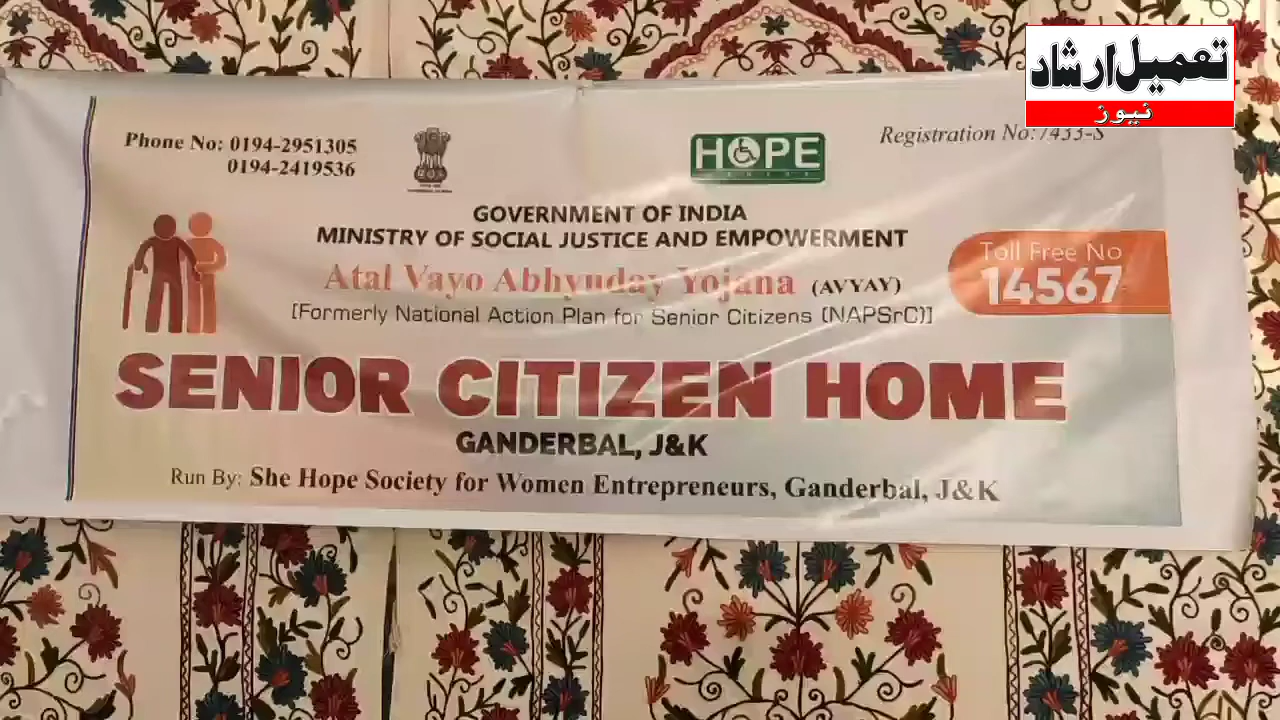 تعمیل ارشاد
نیوز
Phone No: 0194-2951305
0194-2419536
HOPE
Registration No:7433-S
GOVERNMENT OF INDIA
MINISTRY OF SOCIAL JUSTICE AND EMPOWERMENT
Atal Vayo Abhyuday Yojana (AVYAY)
[Formerly National Action Plan for Senior Citizens (NAPSrC)]
Toll Free No
14567
SENIOR CITIZEN HOME
GANDERBAL, J&K
Run By: She Hope Society for Women Entrepreneurs, Ganderbal, J&K